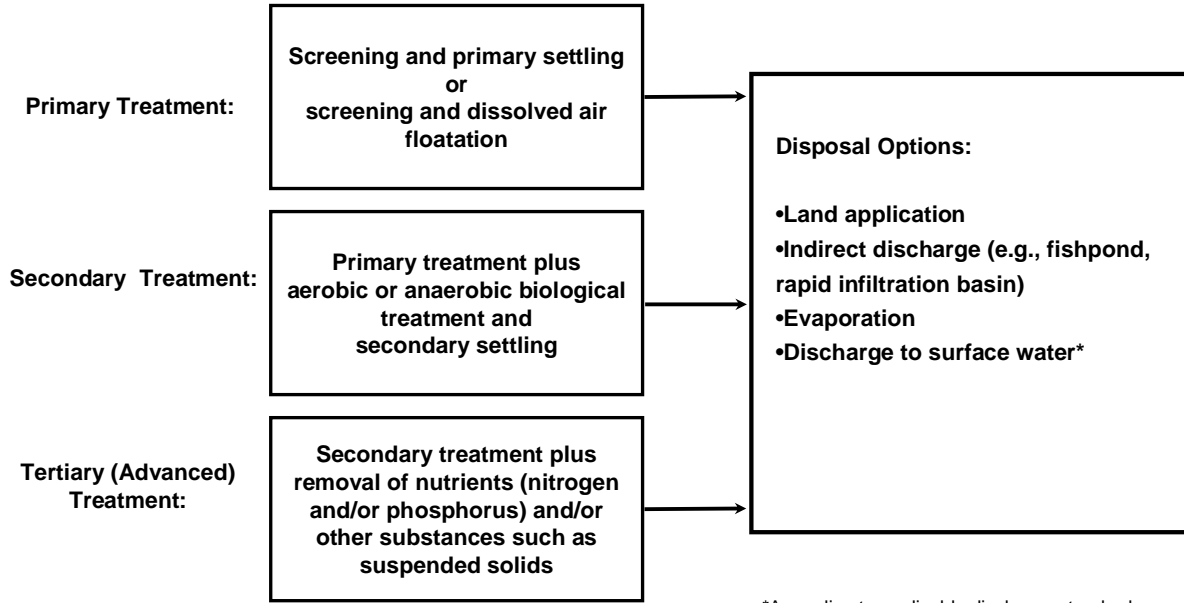 Primary Treatment:
Screening and primary settling
or
screening and dissolved air
floatation
Secondary Treatment:
Primary treatment plus
aerobic or anaerobic biological
treatment and
secondary settling
Tertiary (Advanced)
Treatment:
Secondary treatment plus
removal of nutrients (nitrogen
and/or phosphorus) and/or
other substances such as
suspended solids
Disposal Options:
•Land application
•Indirect discharge (e.g., fishpond,
rapid infiltration basin)
•Evaporation
•Discharge to surface water*